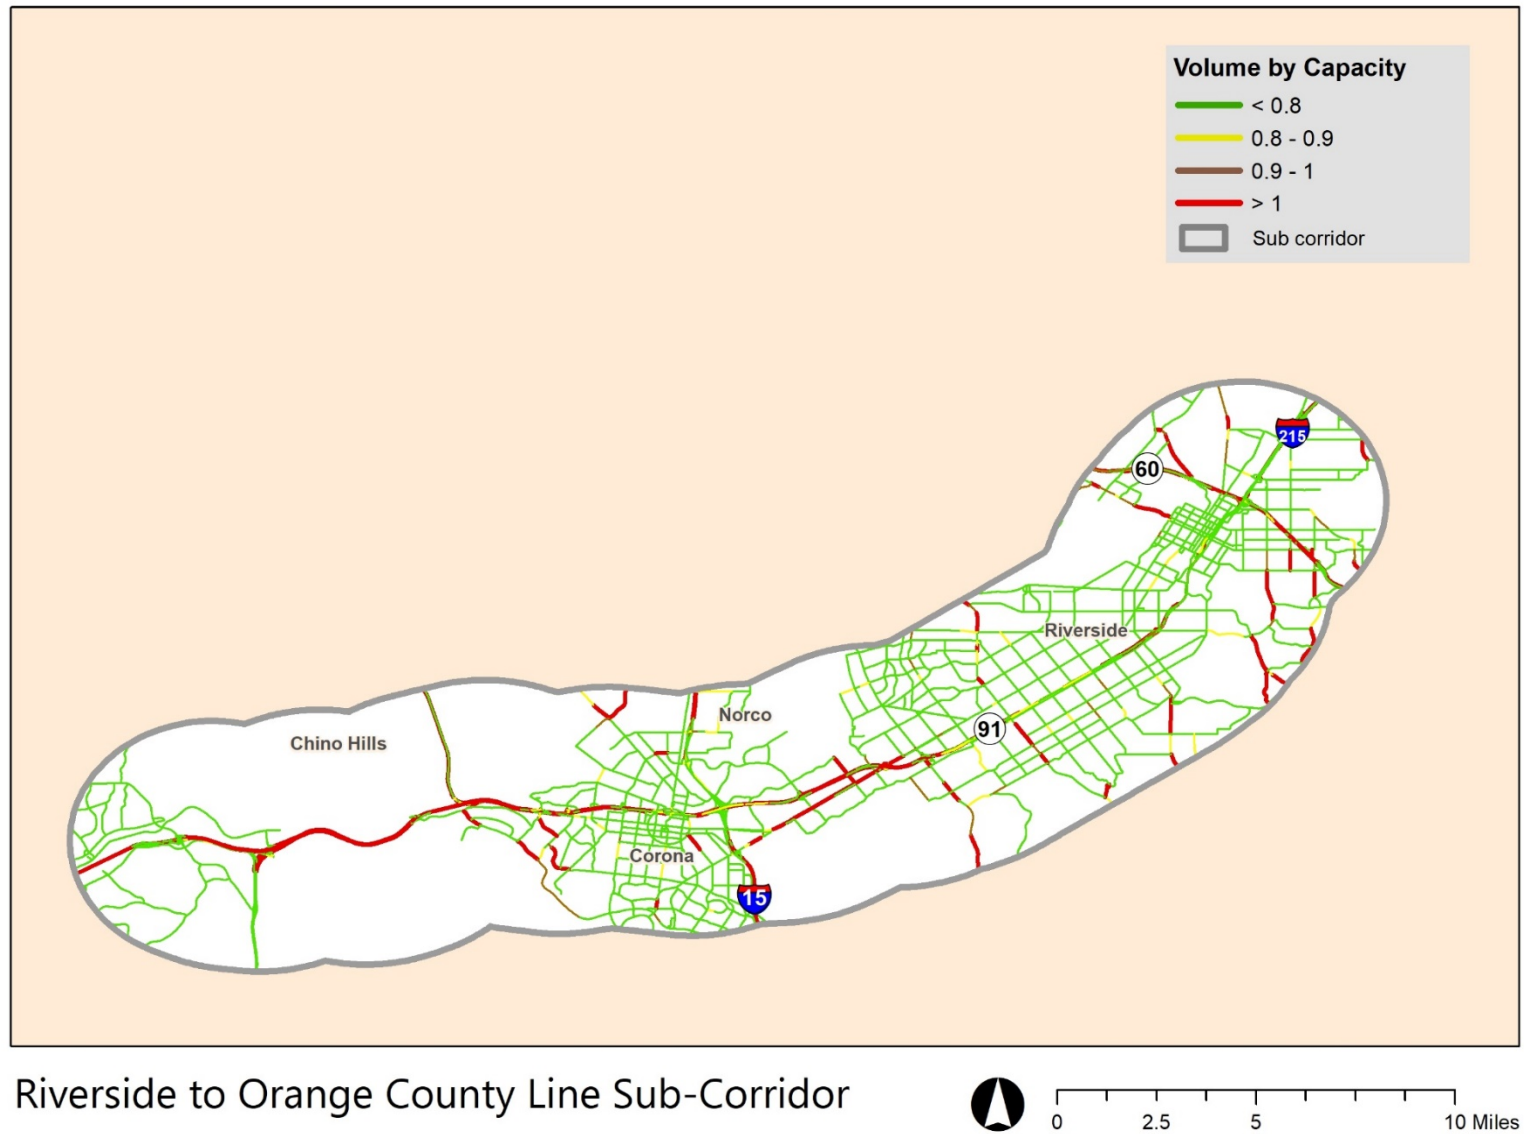 Volume by Capacity
< 0.8
0.8 - 0.9
0.9 - 1
> 1
Sub corridor
215
60
Riverside
Norco
91
Chino Hills
Corona
15
Riverside to Orange County Line Sub-Corridor
0 2.5 5 10 Miles